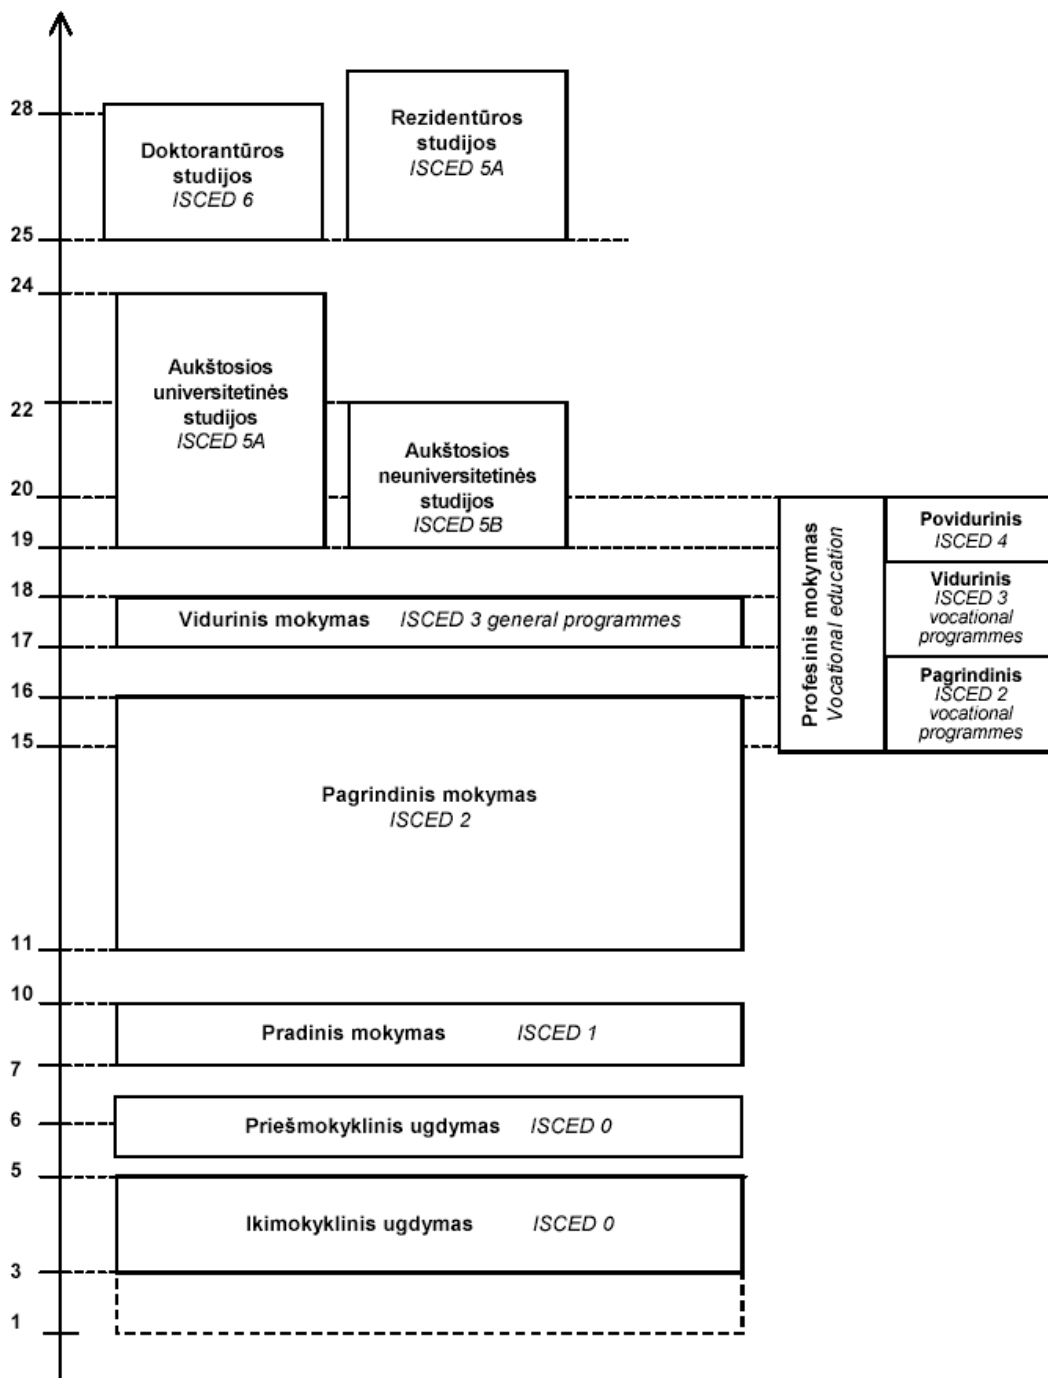 28
Doktorantūros
studijos
ISCED 6
Rezidentūros
studijos
ISCED 5A
25
24
Aukštosios
universitetinės
studijos
ISCED 5A
22
Aukštosios
neuniversitetinės
studijos
ISCED 5B
20
19
Profesinis mokymas
Vocational education
Povidurinis
ISCED 4
Vidurinis
ISCED 3
vocational
programmes
Pagrindinis
ISCED 2
vocational
programmes
18
Vidurinis mokymas ISCED 3 general programmes
17
16
15
Pagrindinis mokymas
ISCED 2
11
10
Pradinis mokymas ISCED 1
7
6
Priešmokyklinis ugdymas ISCED 0
5
Ikimokyklinis ugdymas ISCED 0
3
1